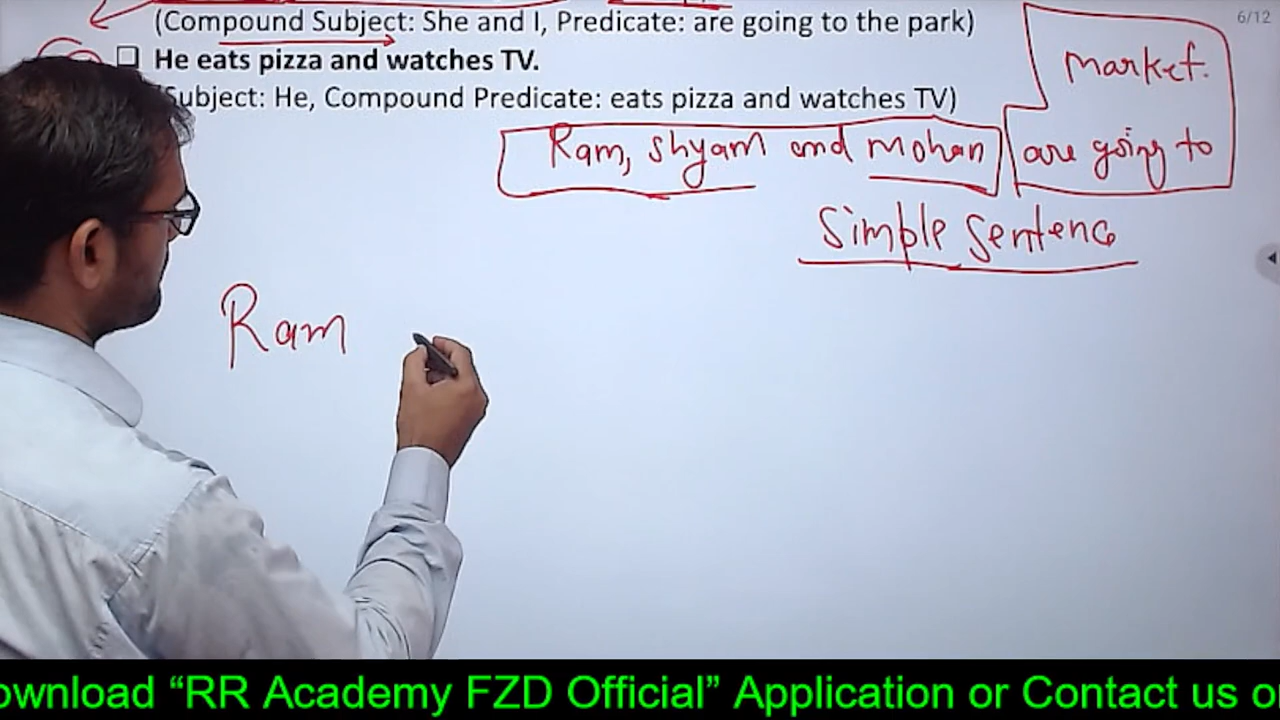 (Compound Subject: She and I, Predicate: are going to the park)
6/12
❑ He eats pizza and watches TV.
(Subject: He, Compound Predicate: eats pizza and watches TV)
market.
Ram, shyam and mohan are going to
Simple Sentence
Ram
ownload “RR Academy FZD Official” Application or Contact us o